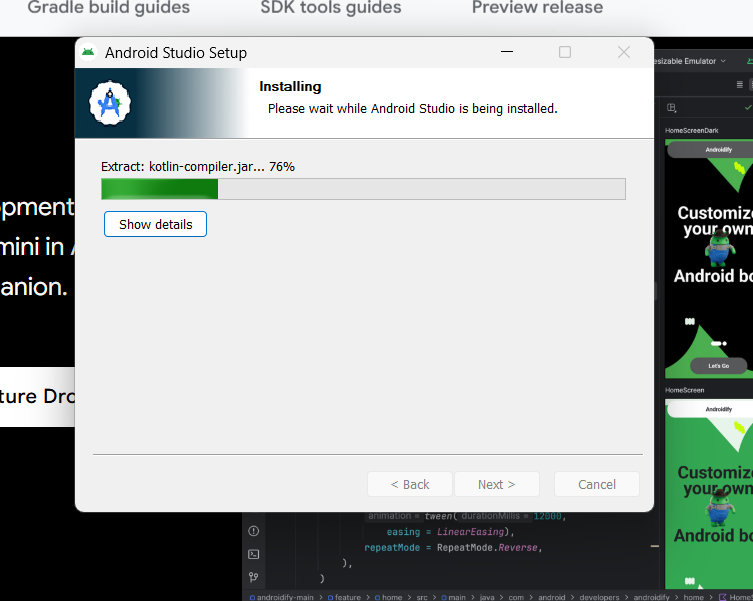 Gradle build guides
SDK tools guides
Preview release
Android Studio Setup
Installing
Please wait while Android Studio is being installed.
Extract: kotlin-compiler.jar... 76%
Show details
< Back
Next >
Cancel
opment
mini in
anion.
ture Dro
esizable Emulator
HomeScreenDark
Androidify
Customize
your own
Android bo
Let's Go
HomeScreen
Androidify
Customize
your own
Android bo
animation = tween( durationMillis = 12000,
easing = LinearEasing),
repeatMode = RepeatMode.Reverse,
),
)
androidify-main > feature > home > src > main > java > com > android > developers > androidify > home > HomeS